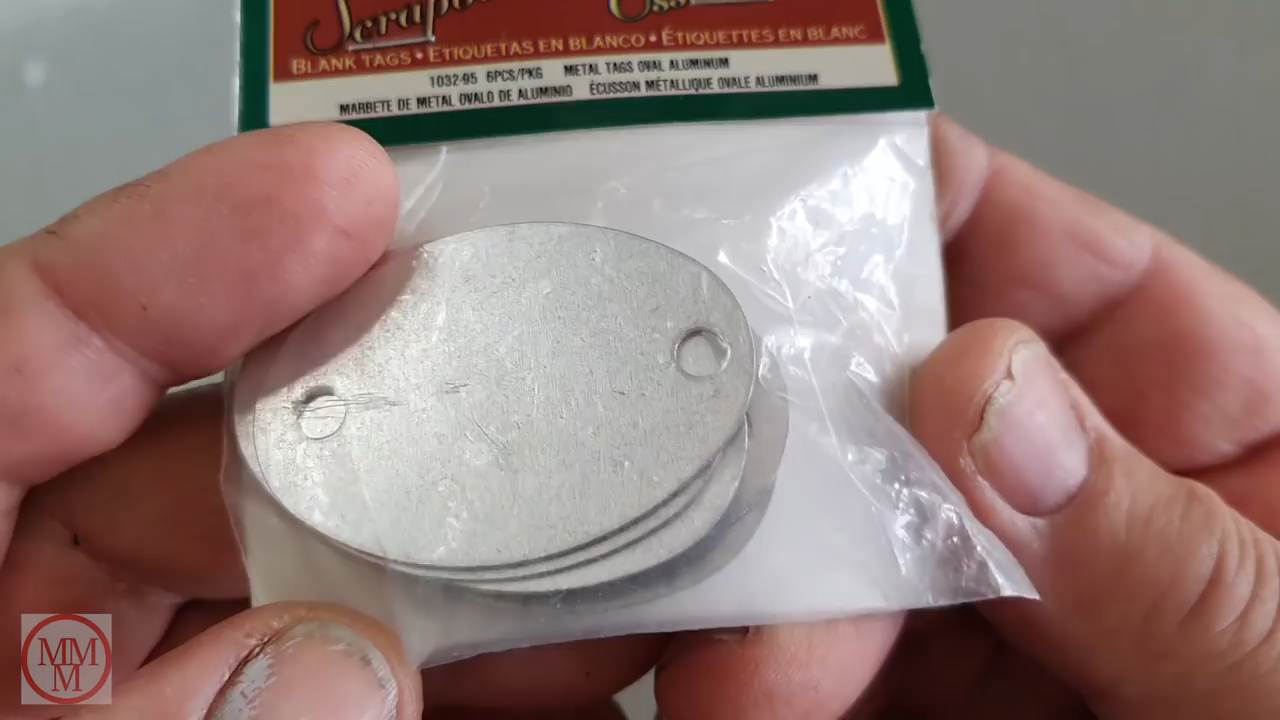 BLANK TAGS • ETIQUETAS EN BLANCO • ÉTIQUETTES EN BLANC
1032-95 6PCS/PKG METAL TAGS OVAL ALUMINUM
MARBETE DE METAL OVALO DE ALUMINIO ÉCUSSON MÉTALLIQUE OVALE ALUMINIUM
MM
M